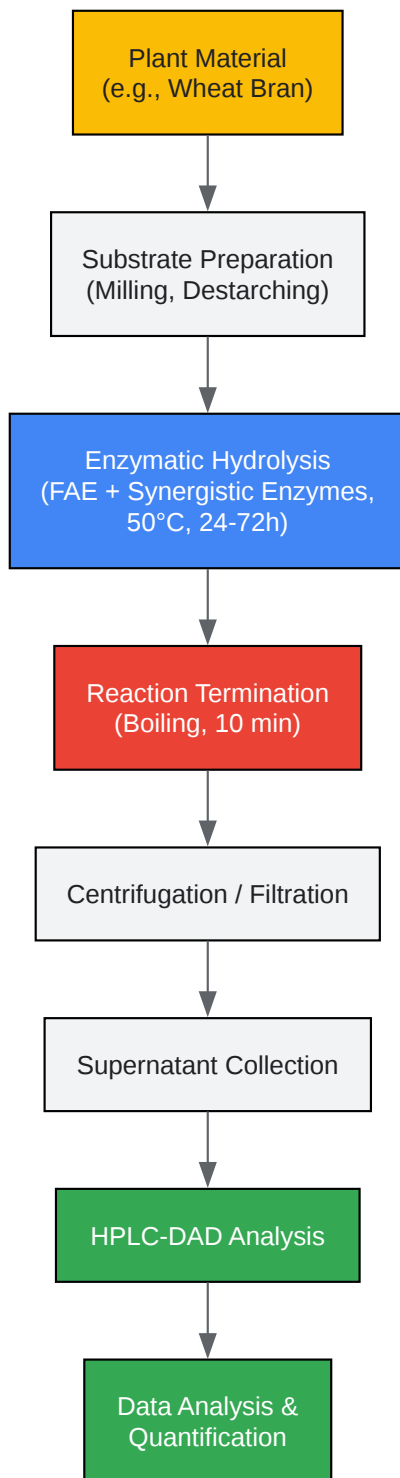 Plant Material
(e.g., Wheat Bran)
Substrate Preparation
(Milling, Destarching)
Enzymatic Hydrolysis
(FAE + Synergistic Enzymes,
50°C, 24-72h)
Reaction Termination
(Boiling, 10 min)
Centrifugation / Filtration
Supernatant Collection
HPLC-DAD Analysis
Data Analysis &
Quantification